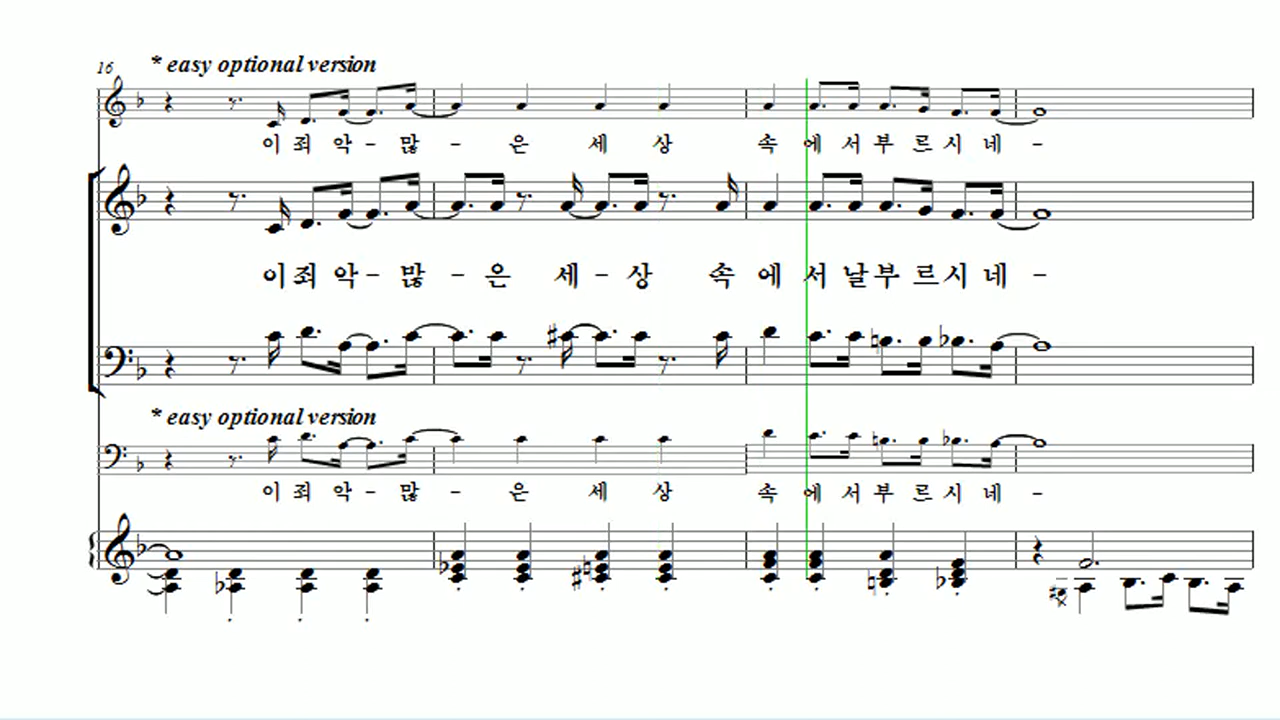 16
* easy optional version
이 죄 악 - 많 - 은 세 상 속 에 서 부 르 시 네 -
이 죄 악 - 많 - 은 세 - 상 속 에 서 날 부 르 시 네 -
* easy optional version
이 죄 악 - 많 - 은 세 상 속 에 서 부 르 시 네 -